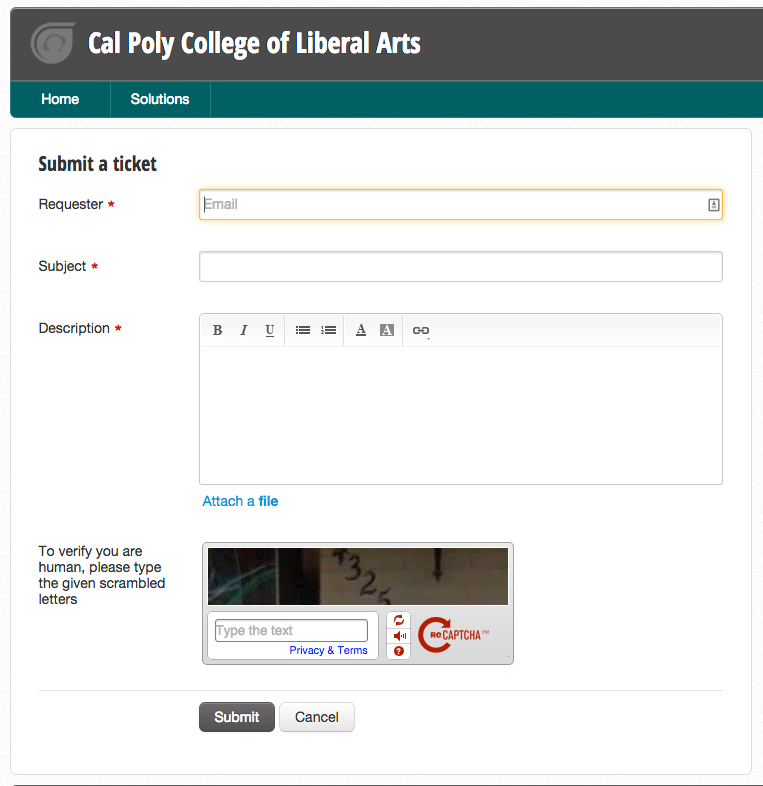 Cal Poly College of Liberal Arts
Home Solutions
Submit a ticket
Requester * Email
Subject *
Description * B I U A A
Attach a file
To verify you are
human, please type
the given scrambled
letters
Type the text
Privacy & Terms
ReCAPTCHA™
Submit Cancel